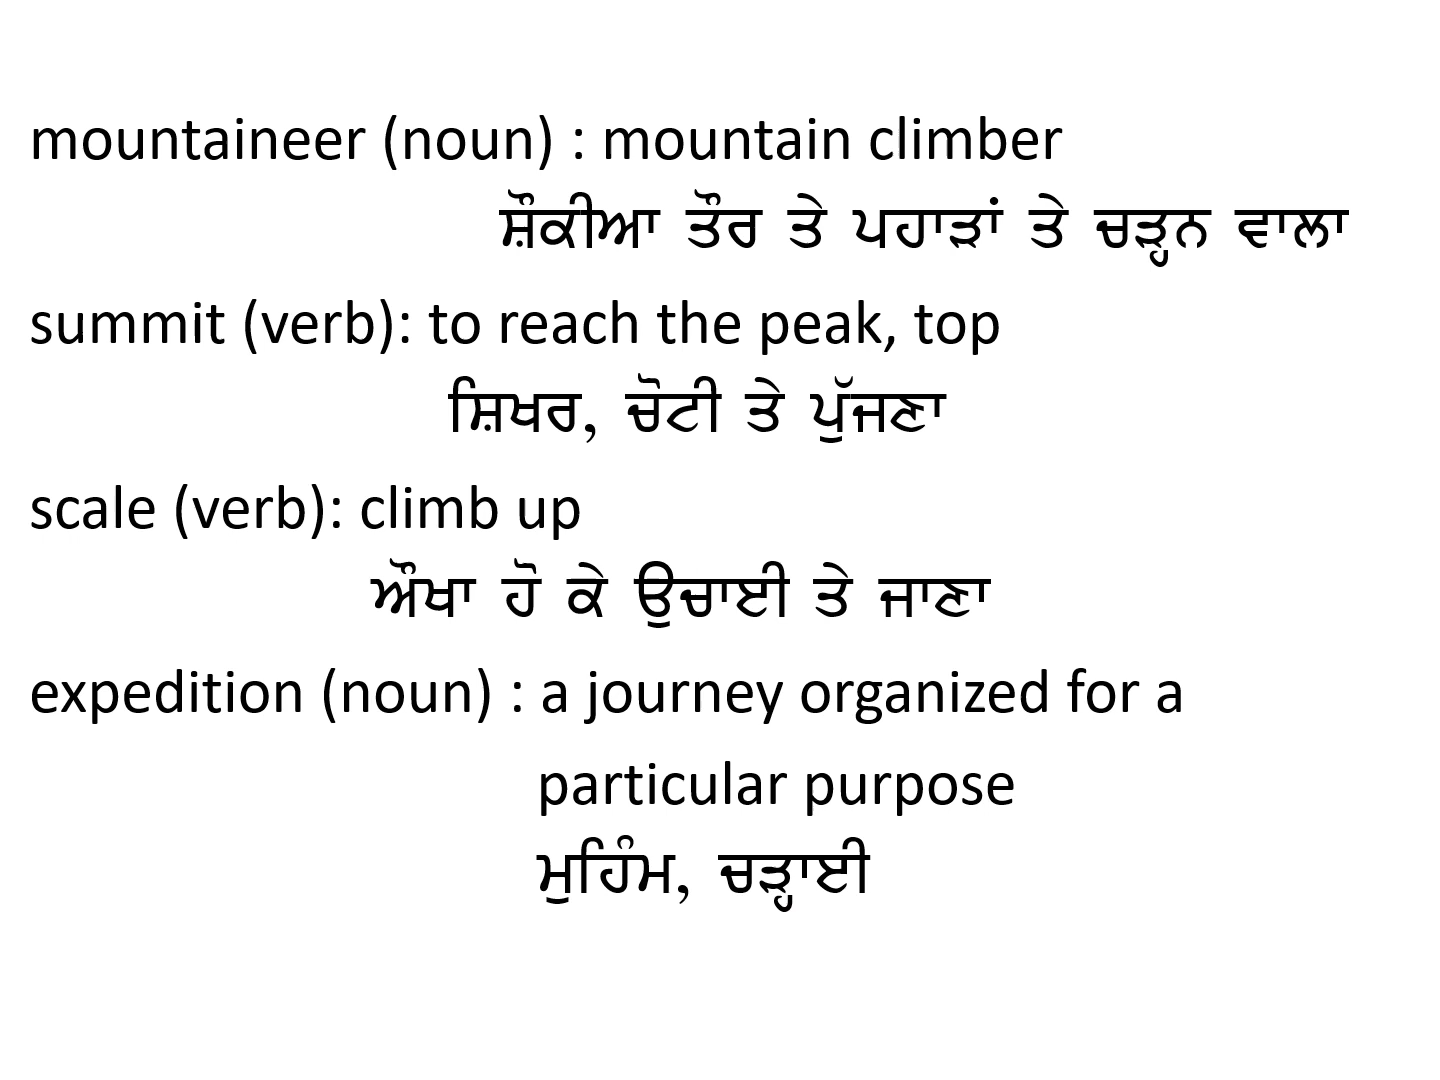 mountaineer (noun) : mountain climber
ਸ਼ੌਕੀਆ ਤੌਰ ਤੇ ਪਹਾੜਾਂ ਤੇ ਚੜ੍ਹਨ ਵਾਲਾ
summit (verb): to reach the peak, top
ਸ਼ਿਖਰ, ਚੋਟੀ ਤੇ ਪੁੱਜਣਾ
scale (verb): climb up
ਔਖਾ ਹੋ ਕੇ ਉਚਾਈ ਤੇ ਜਾਣਾ
expedition (noun) : a journey organized for a
particular purpose
ਮੁਹਿੰਮ, ਚੜ੍ਹਾਈ